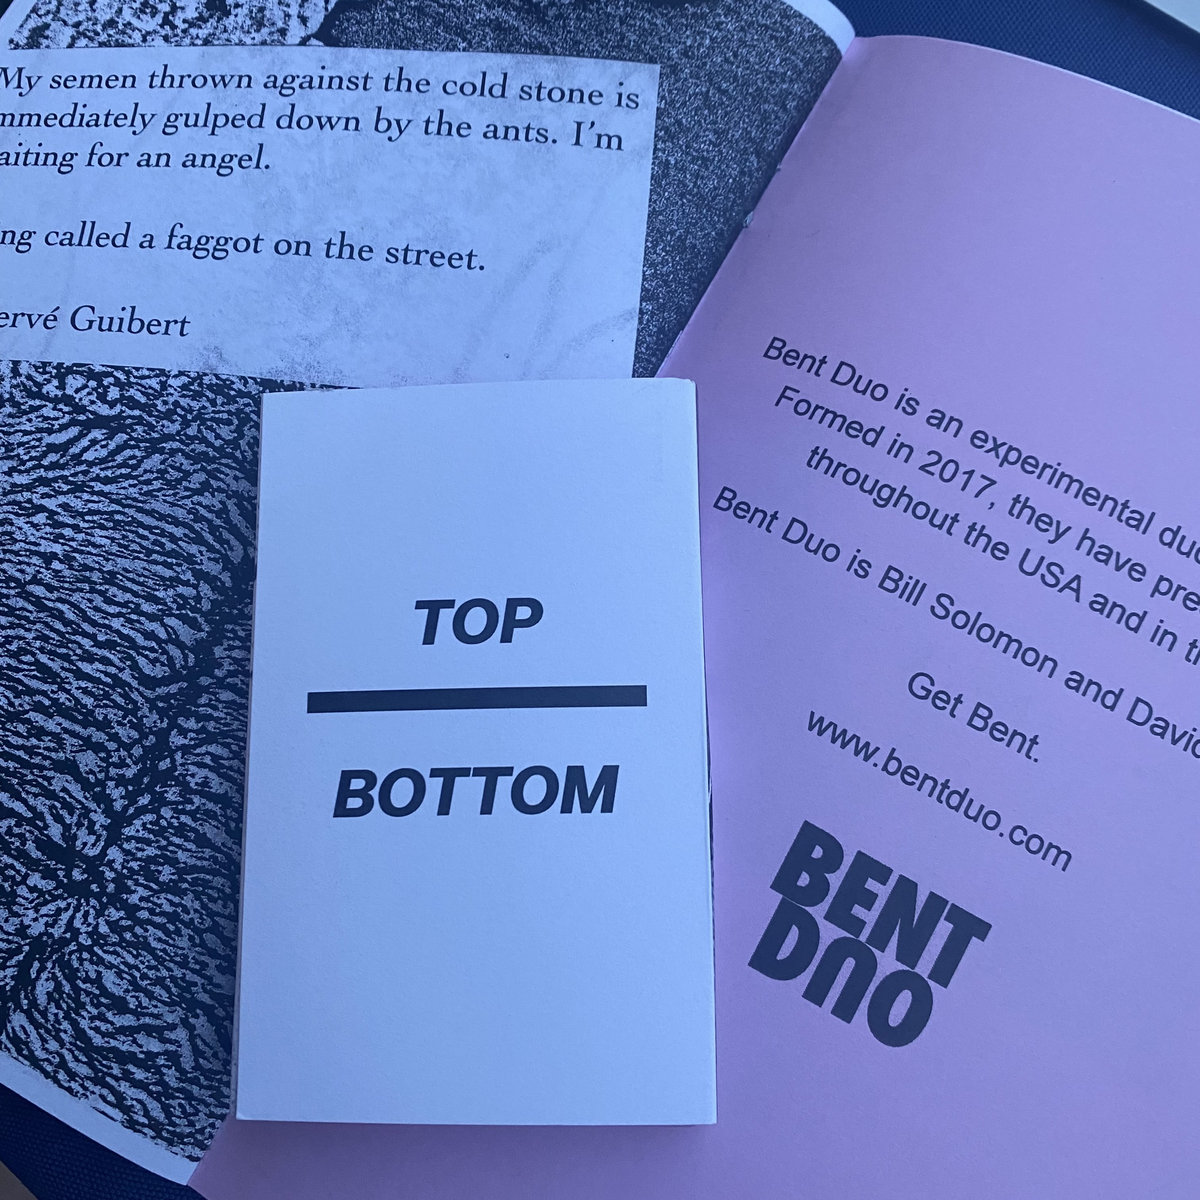 My semen thrown against the cold stone is
mmediately gulped down by the ants. I'm
aiting for an angel.
ng called a faggot on the street.
ervé Guibert
TOP
BOTTOM
Bent Duo is an experimental du
Formed in 2017, they have pre
throughout the USA and in th
Bent Duo is Bill Solomon and David
Get Bent.
www.bentduo.com
BENT
DUO